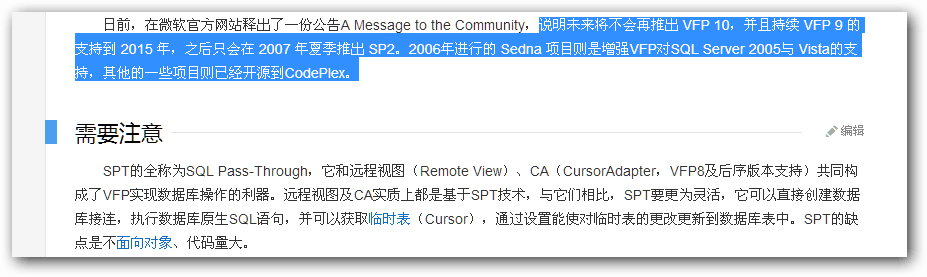 日前，在微软官方网站释出了一份公告A Message to the Community，说明未来将不会再推出 VFP 10，并且持续 VFP 9 的
支持到 2015 年，之后只会在 2007 年夏季推出 SP2。2006年进行的 Sedna 项目则是增强VFP对SQL Server 2005与 Vista的支
持，其他的一些项目则已经开源到CodePlex。
需要注意
编辑
SPT的全称为SQL Pass-Through，它和远程视图（Remote View）、CA（CursorAdapter，VFP8及后序版本支持）共同构
成了VFP实现数据库操作的利器。远程视图及CA实质上都是基于SPT技术，与它们相比，SPT要更为灵活，它可以直接创建数据
库接连，执行数据库原生SQL语句，并可以获取临时表（Cursor），通过设置能使对临时表的更改更新到数据库表中。SPT的缺
点是不面向对象、代码量大。